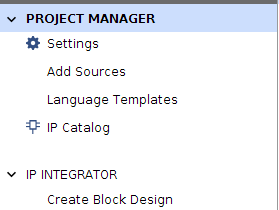 PROJECT MANAGER
Settings
Add Sources
Language Templates
IP Catalog
IP INTEGRATOR
Create Block Design